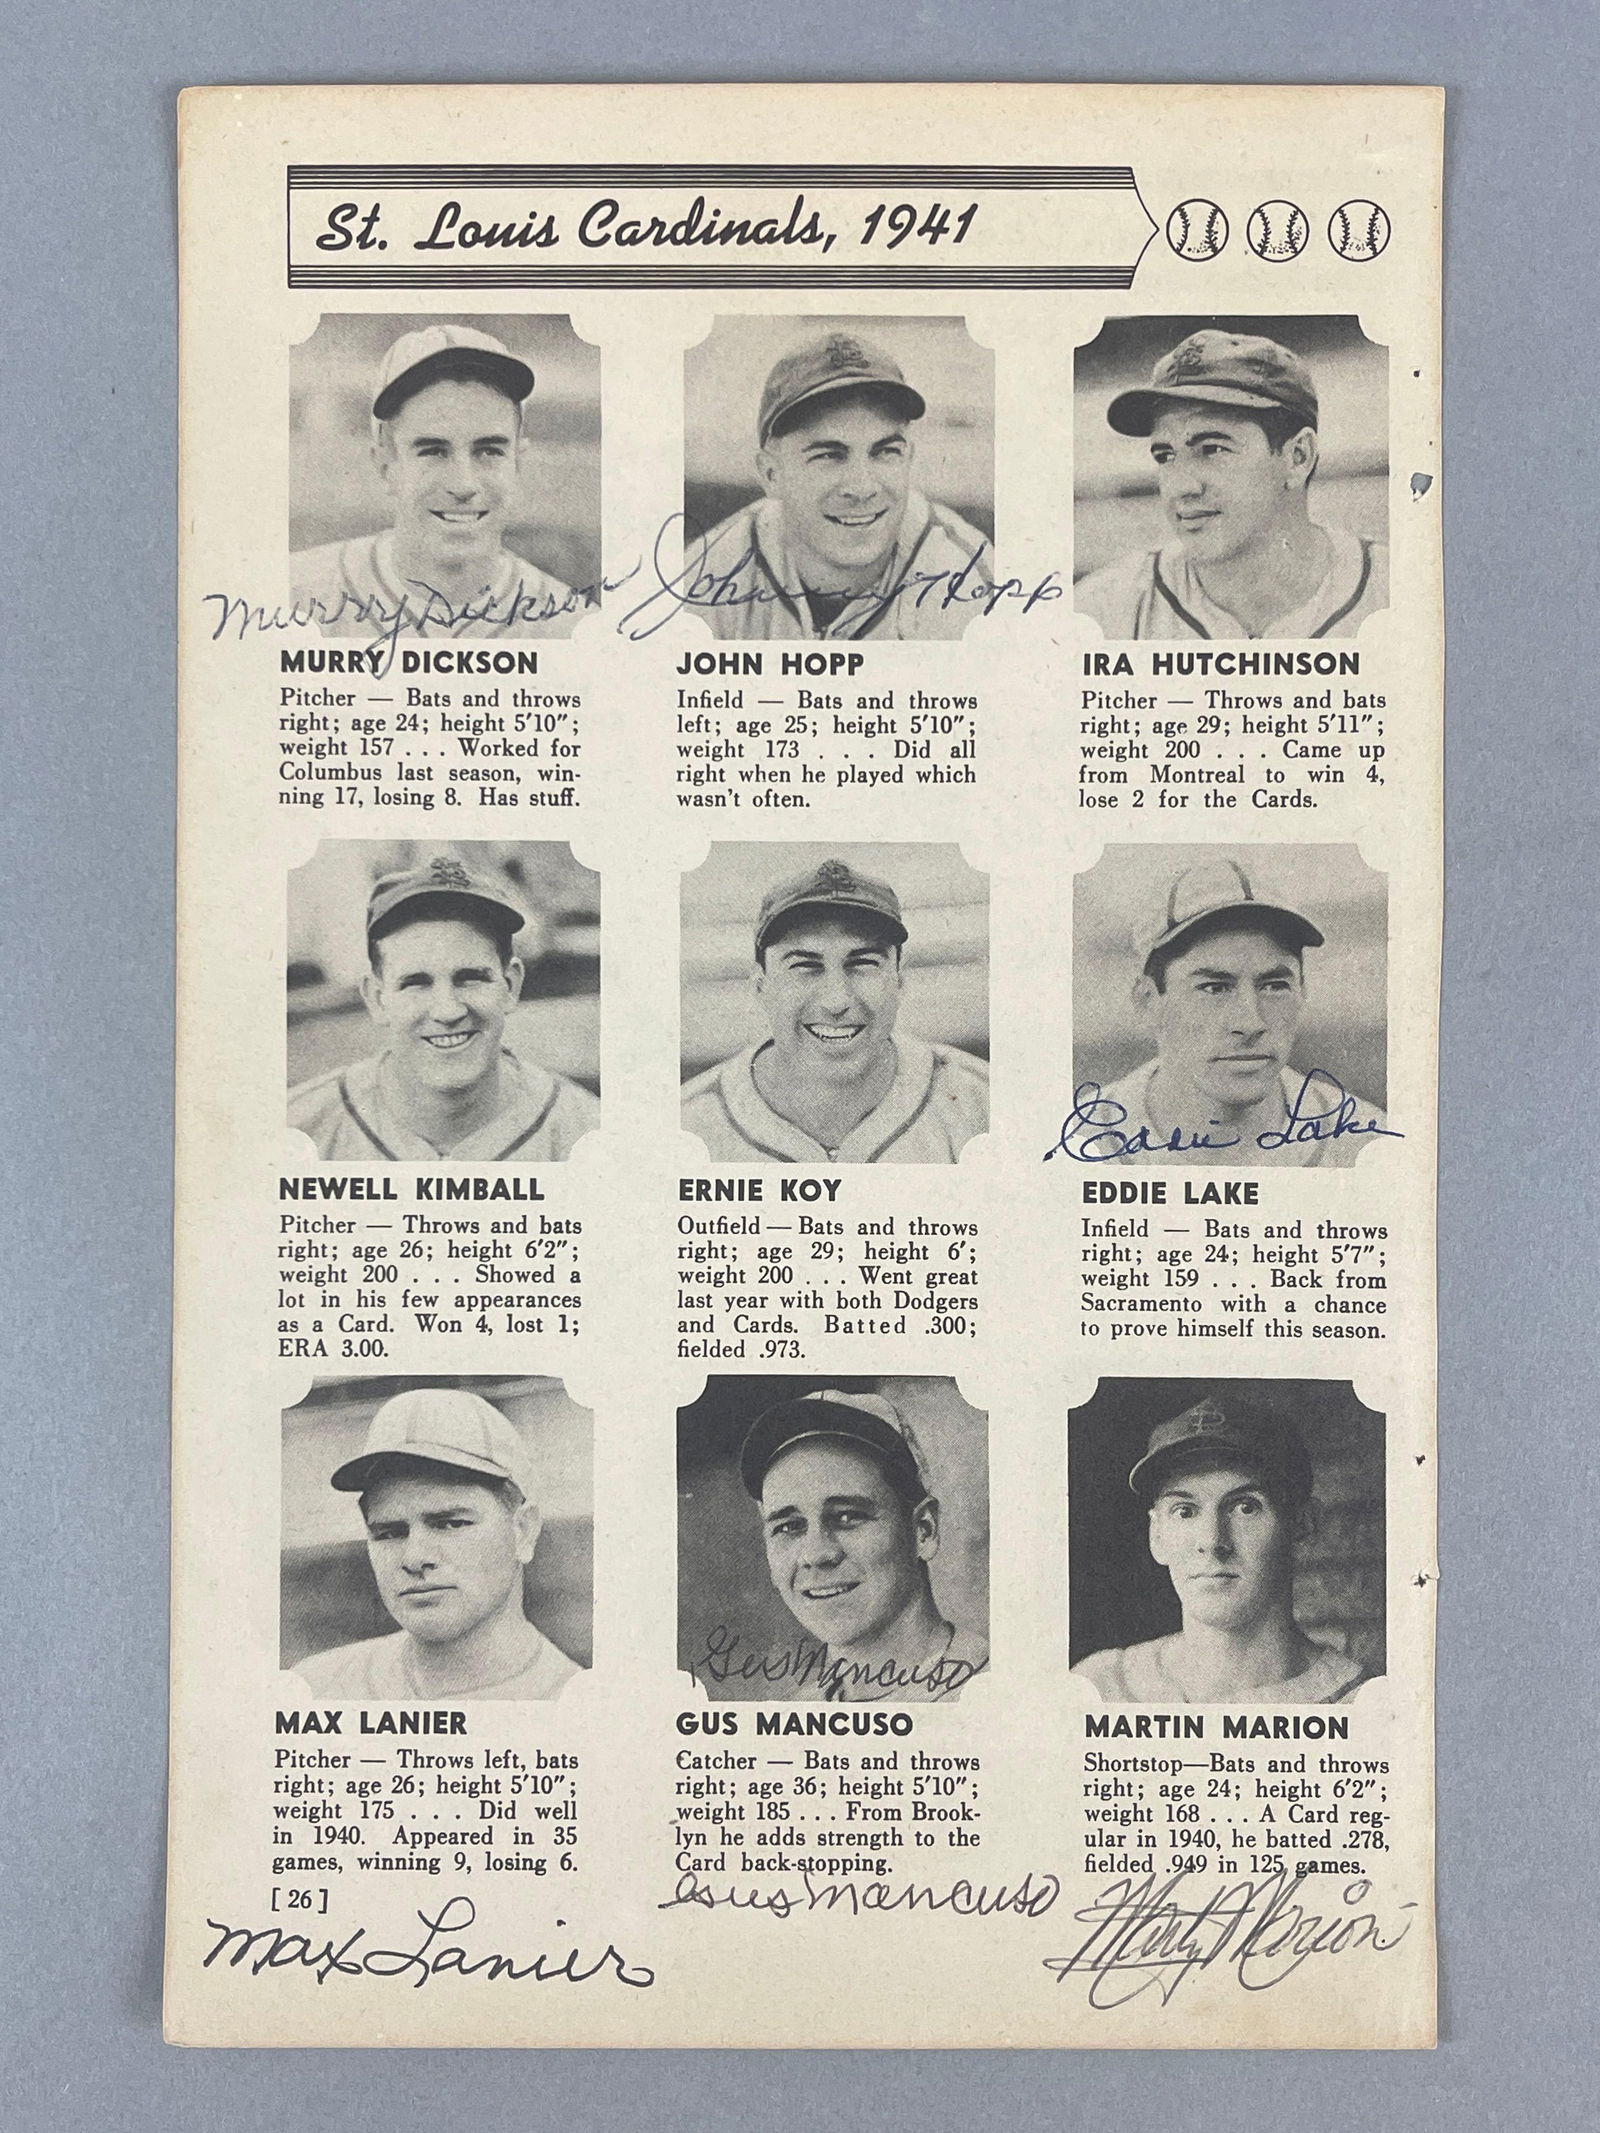 St. Louis Cardinals, 1941
Murry Dickson
MURRY DICKSON
Pitcher — Bats and throws
right; age 24; height 5'10";
weight 157 . . . Worked for
Columbus last season, win-
ning 17, losing 8. Has stuff.
Johnny Hopp
JOHN HOPP
Infield — Bats and throws
left; age 25; height 5'10";
weight 173 . . . Did all
right when he played which
wasn't often.
IRA HUTCHINSON
Pitcher — Throws and bats
right; age 29; height 5'11";
weight 200 . . . Came up
from Montreal to win 4,
lose 2 for the Cards.
NEWELL KIMBALL
Pitcher — Throws and bats
right; age 26; height 6'2";
weight 200 . . . Showed a
lot in his few appearances
as a Card. Won 4, lost 1;
ERA 3.00.
ERNIE KOY
Outfield — Bats and throws
right; age 29; height 6';
weight 200 . . . Went great
last year with both Dodgers
and Cards. Batted .300;
fielded .973.
Eddie Lake
EDDIE LAKE
Infield — Bats and throws
right; age 24; height 5'7";
weight 159 . . . Back from
Sacramento with a chance
to prove himself this season.
MAX LANIER
Pitcher — Throws left, bats
right; age 26; height 5'10";
weight 175 . . . Did well
in 1940. Appeared in 35
games, winning 9, losing 6.
[ 26 ]
Max Lanier
Gus Mancuso
GUS MANCUSO
Catcher — Bats and throws
right; age 36; height 5'10";
weight 185 . . . From Brook-
lyn he adds strength to the
Card back-stopping.
Gus Mancuso
MARTIN MARION
Shortstop—Bats and throws
right; age 24; height 6'2";
weight 168 . . . A Card reg-
ular in 1940, he batted .278,
fielded .949 in 125 games.
Marty Marion